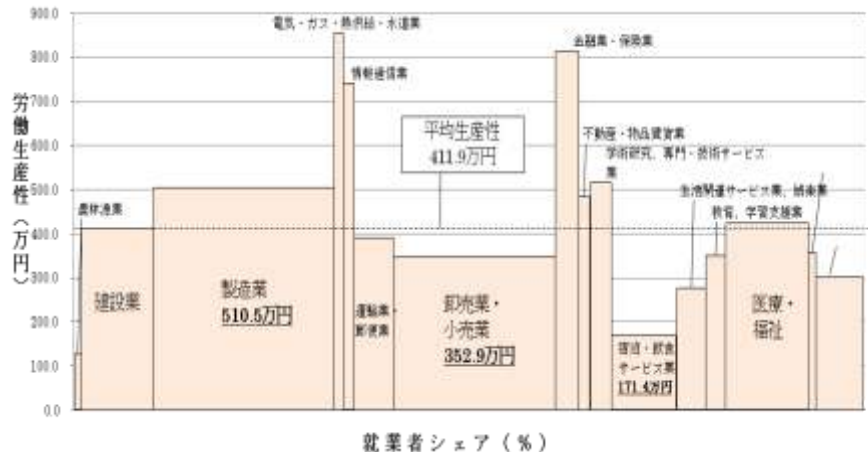 労働生産性(万円)
900.0
800.0
700.0
600.0
500.0
400.0
300.0
200.0
100.0
0.0
電気・ガス・熱供給・水道業
情報通信業
金融業・保険業
平均生産性
411.9万円
不動産・物品賃貸業
学術研究、専門・技術サービス
業
生活関連サービス業、娯楽業
教育、学習支援業
農林漁業
建設業
製造業
510.5万円
運輸業・
郵便業
卸売業・
小売業
352.9万円
宿泊・飲食
サービス業
171.4万円
医療・
福祉
就業者シェア(%)